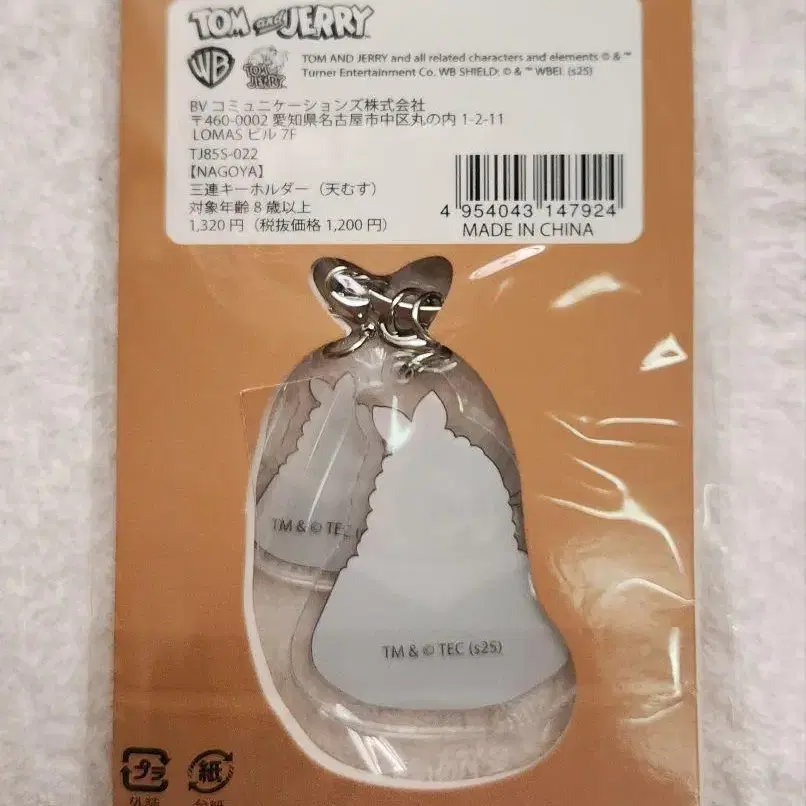 TOM and JERRY
WB
TOM and JERRY
TOM AND JERRY and all related characters and elements © & ™
Turner Entertainment Co. WB SHIELD: © & ™ WBEI. (s25)
BV コミュニケーションズ株式会社
〒460-0002 愛知県名古屋市中区丸の内 1-2-11
LOMAS ビル 7F
TJ85S-022
【NAGOYA】
三連キーホルダー（天むす）
対象年齢 8 歳以上
1,320 円（税抜価格 1,200 円）
4 954043 147924
MADE IN CHINA
TM & © TEC
TM & © TEC (s25)
プラ
紙